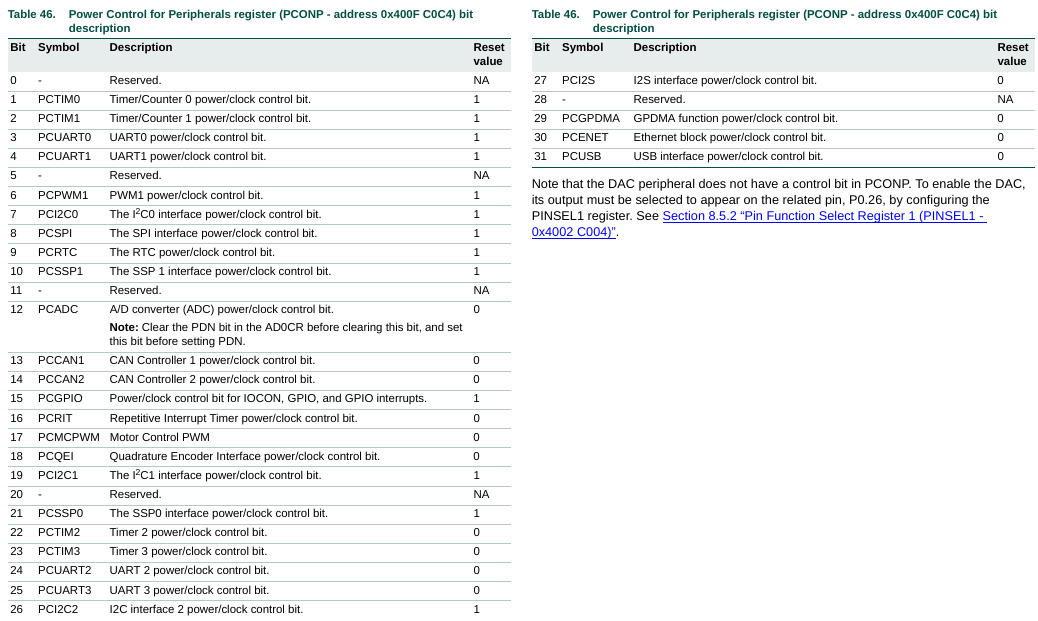 Table 46. Power Control for Peripherals register (PCONP - address 0x400F C0C4) bit
description
Bit Symbol Description Reset
value
0 - Reserved. NA
1 PCTIM0 Timer/Counter 0 power/clock control bit. 1
2 PCTIM1 Timer/Counter 1 power/clock control bit. 1
3 PCUART0 UART0 power/clock control bit. 1
4 PCUART1 UART1 power/clock control bit. 1
5 - Reserved. NA
6 PCPWM1 PWM1 power/clock control bit. 1
7 PCI2C0 The I²C0 interface power/clock control bit. 1
8 PCSPI The SPI interface power/clock control bit. 1
9 PCRTC The RTC power/clock control bit. 1
10 PCSSP1 The SSP 1 interface power/clock control bit. 1
11 - Reserved. NA
12 PCADC A/D converter (ADC) power/clock control bit. 0
Note: Clear the PDN bit in the AD0CR before clearing this bit, and set
this bit before setting PDN.
13 PCCAN1 CAN Controller 1 power/clock control bit. 0
14 PCCAN2 CAN Controller 2 power/clock control bit. 0
15 PCGPIO Power/clock control bit for IOCON, GPIO, and GPIO interrupts. 1
16 PCRIT Repetitive Interrupt Timer power/clock control bit. 0
17 PCMCPWM Motor Control PWM 0
18 PCQEI Quadrature Encoder Interface power/clock control bit. 0
19 PCI2C1 The I²C1 interface power/clock control bit. 1
20 - Reserved. NA
21 PCSSP0 The SSP0 interface power/clock control bit. 1
22 PCTIM2 Timer 2 power/clock control bit. 0
23 PCTIM3 Timer 3 power/clock control bit. 0
24 PCUART2 UART 2 power/clock control bit. 0
25 PCUART3 UART 3 power/clock control bit. 0
26 PCI2C2 I2C interface 2 power/clock control bit. 1
Table 46. Power Control for Peripherals register (PCONP - address 0x400F C0C4) bit
description
Bit Symbol Description Reset
value
27 PCI2S I2S interface power/clock control bit. 0
28 - Reserved. NA
29 PCGPDMA GPDMA function power/clock control bit. 0
30 PCENET Ethernet block power/clock control bit. 0
31 PCUSB USB interface power/clock control bit. 0
Note that the DAC peripheral does not have a control bit in PCONP. To enable the DAC,
its output must be selected to appear on the related pin, P0.26, by configuring the
PINSEL1 register. See Section 8.5.2 “Pin Function Select Register 1 (PINSEL1 -
0x4002 C004)”.